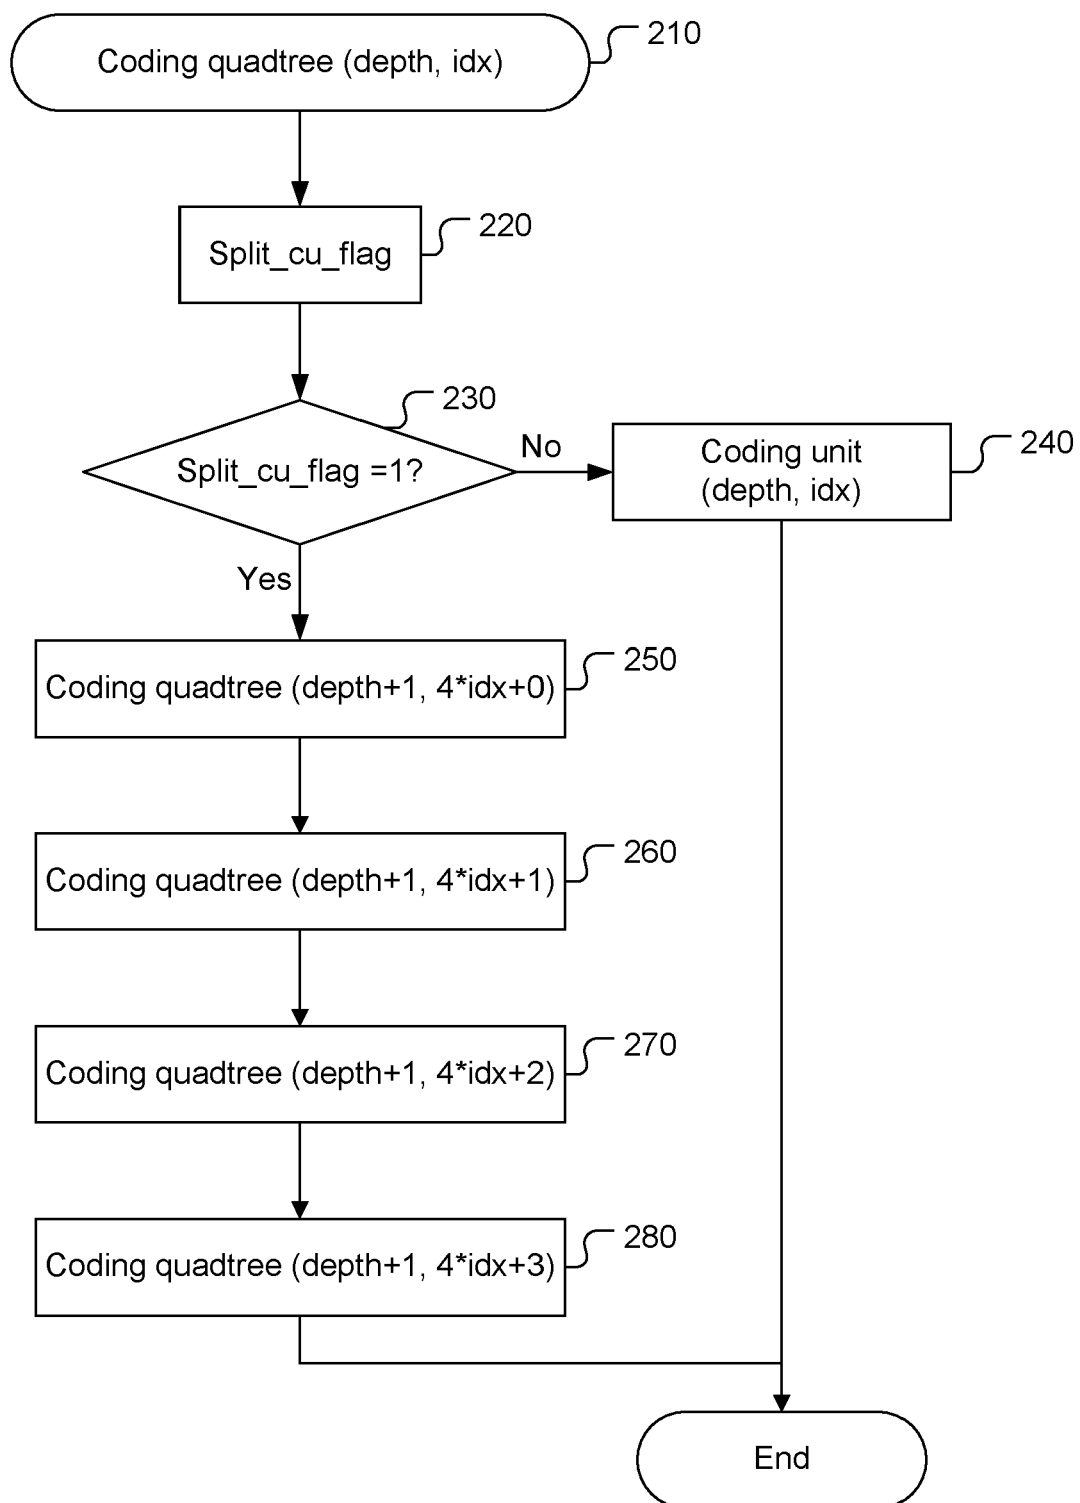 Coding quadtree (depth, idx)
210
Split_cu_flag
220
Split_cu_flag =1?
230
No
Coding unit
(depth, idx)
240
Yes
Coding quadtree (depth+1, 4*idx+0)
250
Coding quadtree (depth+1, 4*idx+1)
260
Coding quadtree (depth+1, 4*idx+2)
270
Coding quadtree (depth+1, 4*idx+3)
280
End